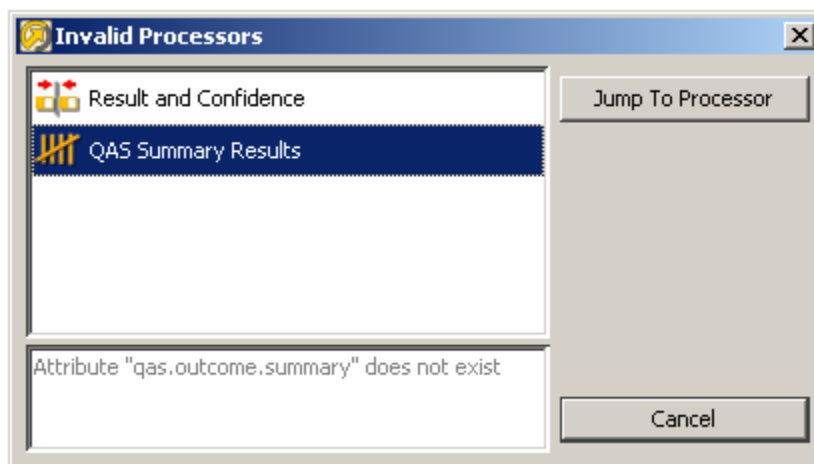 Invalid Processors
Result and Confidence
Jump To Processor
QAS Summary Results
Attribute "qas.outcome.summary" does not exist
Cancel